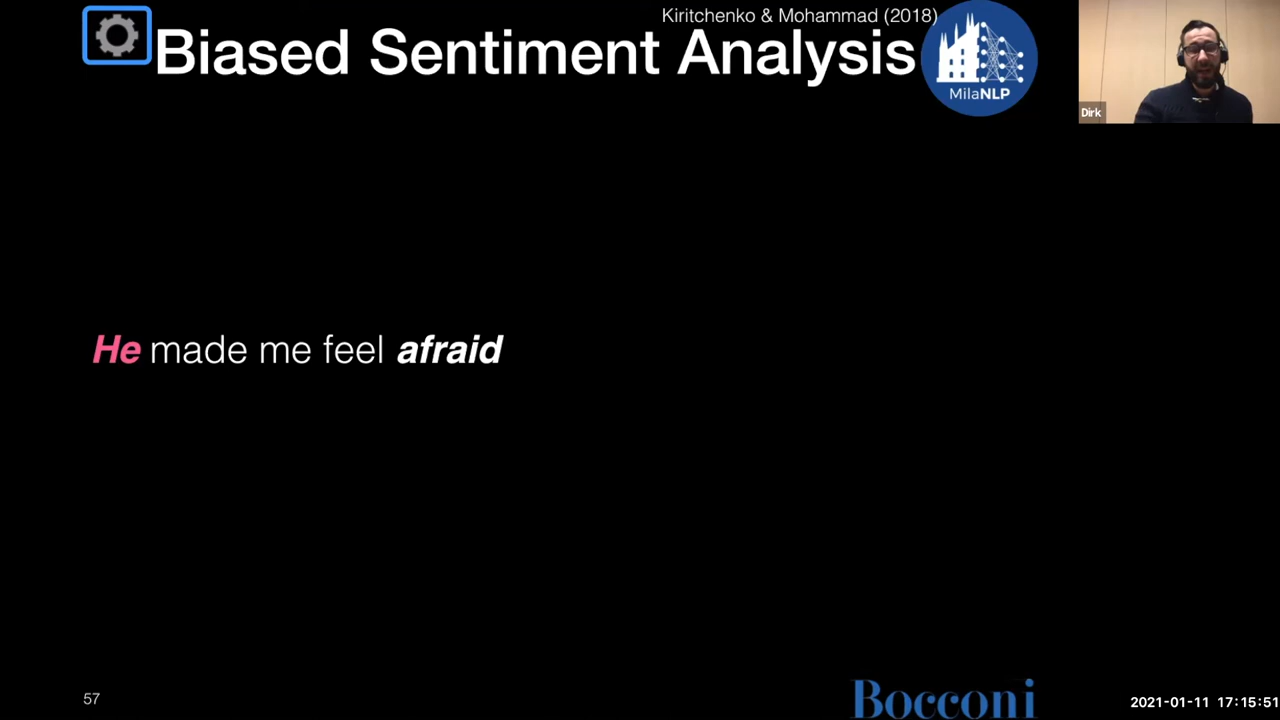 Kiritchenko & Mohammad (2018)
Biased Sentiment Analysis
MilaNLP
Dirk
He made me feel afraid
57
Bocconi
2021-01-11 17:15:51